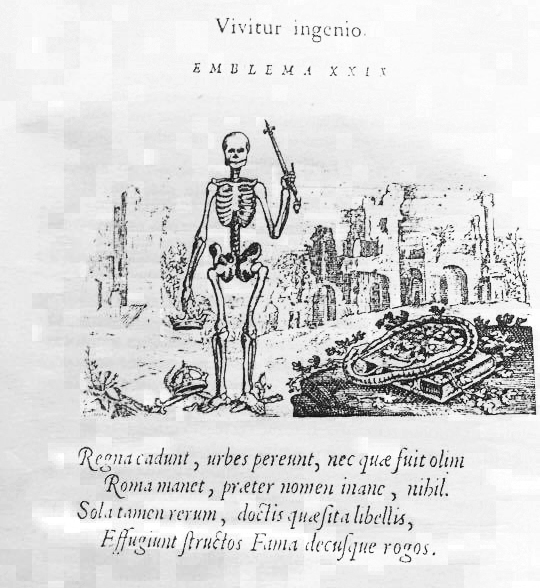 Vivitur ingenio.
EMBLEMA XXIX
Regna cadunt, urbes pereunt, nec quæ fuit olim
Roma manet, præter nomen inane, nihil.
Sola tamen rerum, doctis quæſita libellis,
Effugiunt ſtructos Fama decuſque rogos.